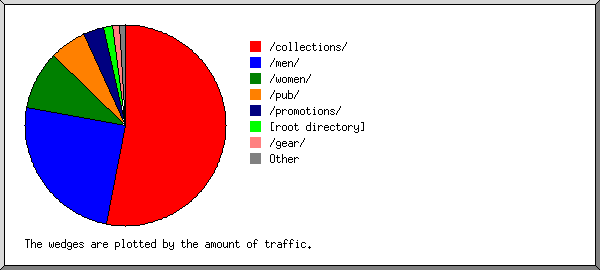 /collections/
/men/
/women/
/pub/
/promotions/
[root directory]
/gear/
Other
The wedges are plotted by the amount of traffic.